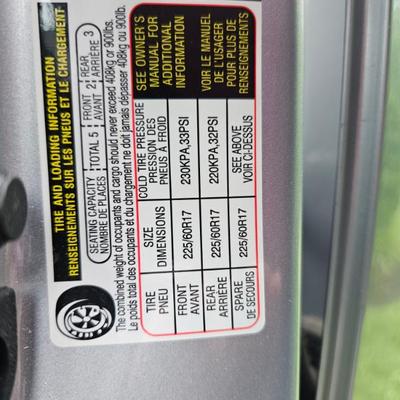 TIRE AND LOADING INFORMATION
RENSEIGNEMENTS SUR LES PNEUS ET LE CHARGEMENT
SEATING CAPACITY TOTAL 5 FRONT 2 REAR 3
NOMBRE DE PLACES AVANT ARRIÈRE
The combined weight of occupants and cargo should never exceed 408kg or 900lbs.
Le poids total des occupants et du chargement ne doit jamais dépasser 408kg ou 900lb.
TIRE SIZE COLD TIRE PRESSURE
PNEU DIMENSIONS PRESSION DES
PNEUS À FROID
FRONT 225/60R17 230KPA,33PSI
AVANT
REAR 225/60R17 220KPA,32PSI
ARRIÈRE
SPARE 225/60R17 SEE ABOVE
DE SECOURS VOIR CI-DESSUS
SEE OWNER'S
MANUAL FOR
ADDITIONAL
INFORMATION
VOIR LE MANUEL
DE L'USAGER
POUR PLUS DE
RENSEIGNEMENTS